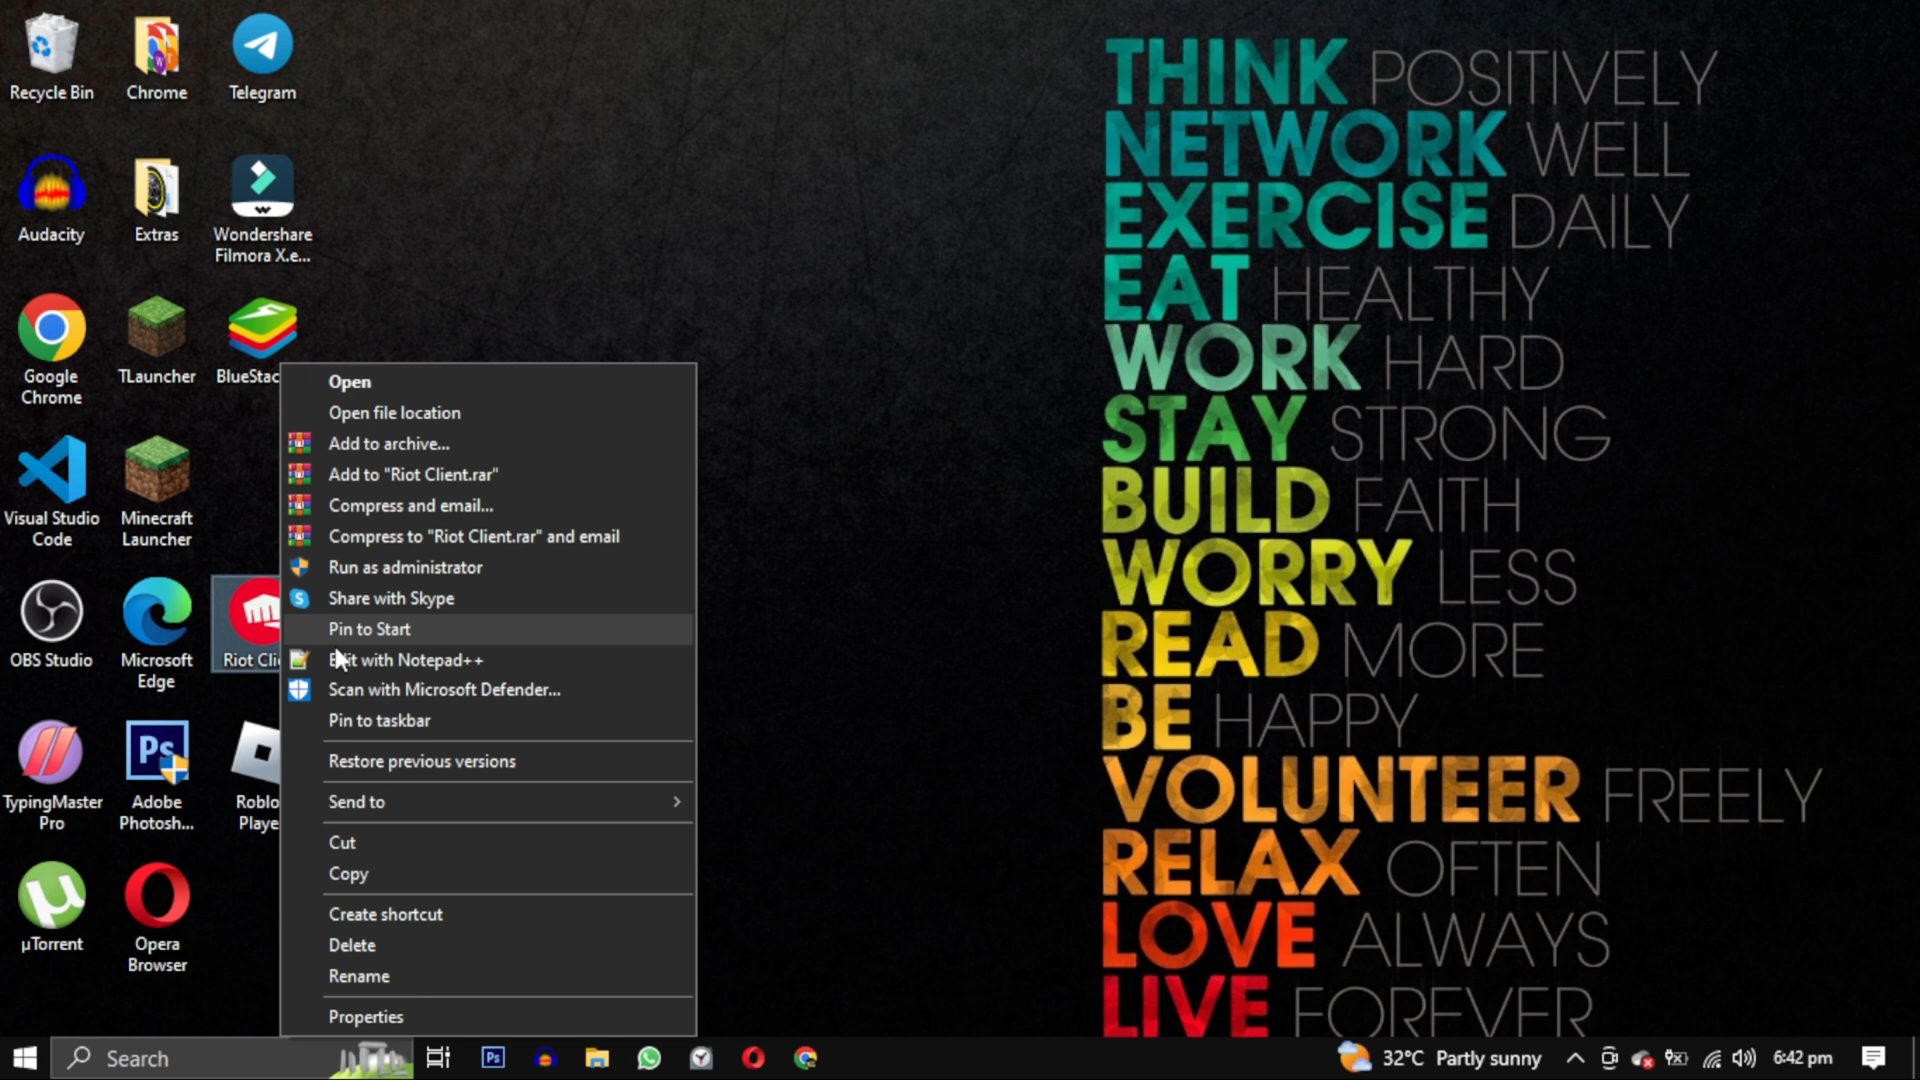 Recycle Bin
Chrome
Telegram
Audacity
Extras
Wondershare
Filmora X.e...
Google
Chrome
TLauncher
BlueStac
Visual Studio
Code
Minecraft
Launcher
OBS Studio
Microsoft
Edge
Riot Cli
TypingMaster
Pro
Ps
Adobe
Photosh...
Roblo
Playe
µTorrent
Opera
Browser
Open
Open file location
Add to archive...
Add to "Riot Client.rar"
Compress and email...
Compress to "Riot Client.rar" and email
Run as administrator
Share with Skype
Pin to Start
Edit with Notepad++
Scan with Microsoft Defender...
Pin to taskbar
Restore previous versions
Send to
Cut
Copy
Create shortcut
Delete
Rename
Properties
THINK POSITIVELY
NETWORK WELL
EXERCISE DAILY
EAT HEALTHY
WORK HARD
STAY STRONG
BUILD FAITH
WORRY LESS
READ MORE
BE HAPPY
VOLUNTEER FREELY
RELAX OFTEN
LOVE ALWAYS
LIVE FOREVER
Search
Ps
32°C Partly sunny
6:42 pm